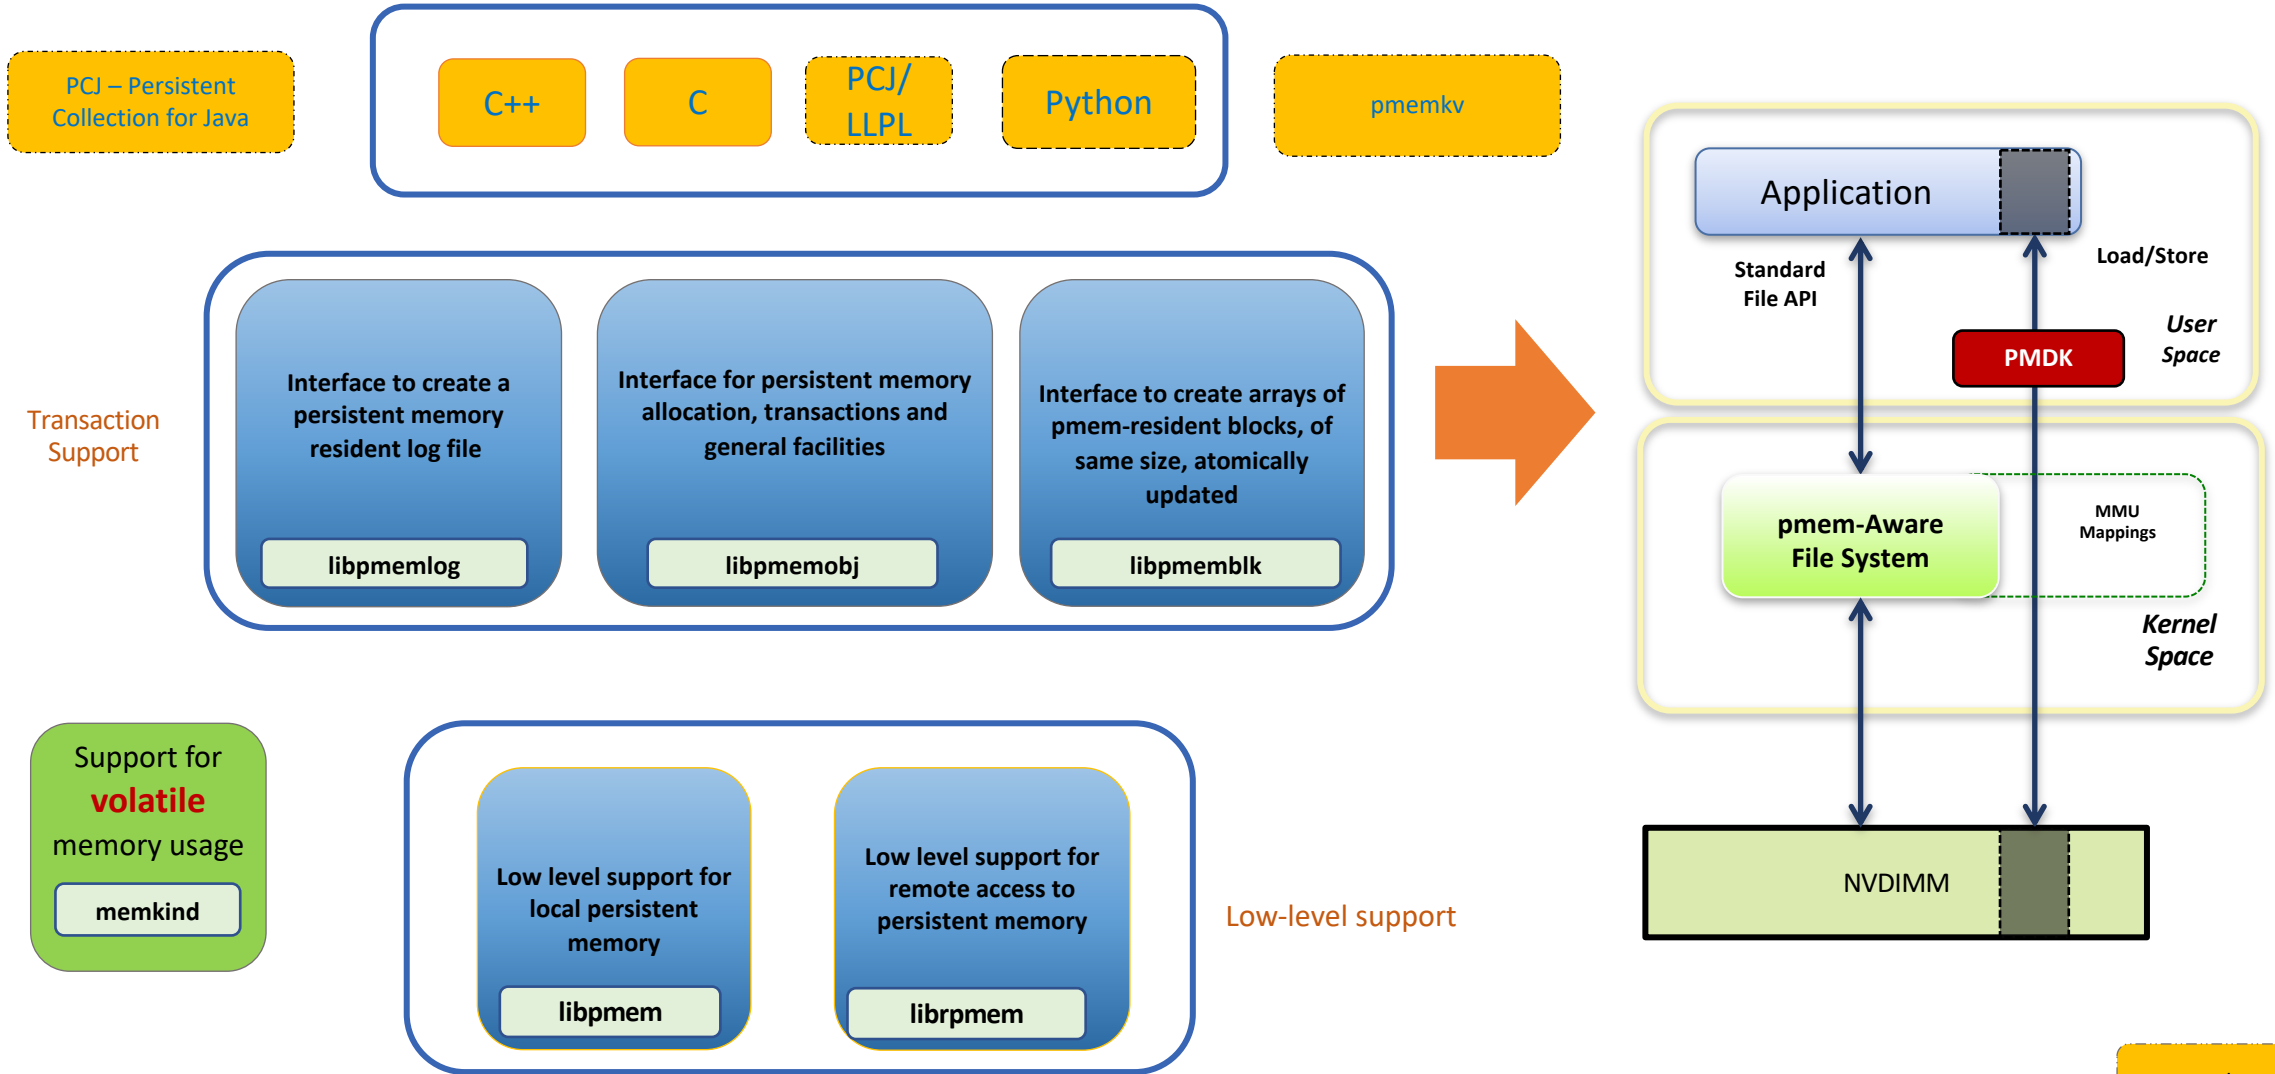 PCJ – Persistent
Collection for Java
C++
C
PCJ/
LLPL
Python
pmemkv
Transaction
Support
Interface to create a
persistent memory
resident log file
libpmemlog
Interface for persistent memory
allocation, transactions and
general facilities
libpmemobj
Interface to create arrays of
pmem-resident blocks, of
same size, atomically
updated
libpmemblk
Support for
volatile
memory usage
memkind
Low level support for
local persistent
memory
libpmem
Low level support for
remote access to
persistent memory
librpmem
Low-level support
Application
Standard
File API
Load/Store
User
Space
PMDK
pmem-Aware
File System
MMU
Mappings
Kernel
Space
NVDIMM